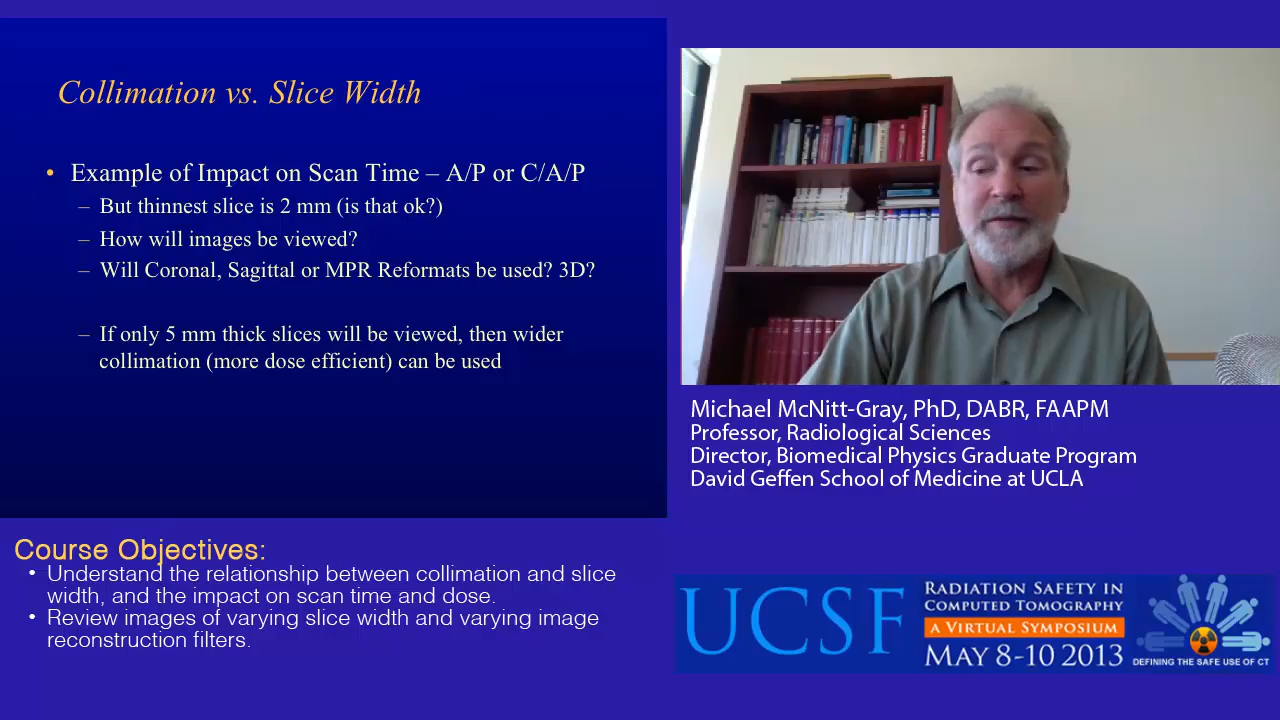 Collimation vs. Slice Width
• Example of Impact on Scan Time – A/P or C/A/P
– But thinnest slice is 2 mm (is that ok?)
– How will images be viewed?
– Will Coronal, Sagittal or MPR Reformats be used? 3D?
– If only 5 mm thick slices will be viewed, then wider
collimation (more dose efficient) can be used
Michael McNitt-Gray, PhD, DABR, FAAPM
Professor, Radiological Sciences
Director, Biomedical Physics Graduate Program
David Geffen School of Medicine at UCLA
Course Objectives:
• Understand the relationship between collimation and slice
width, and the impact on scan time and dose.
• Review images of varying slice width and varying image
reconstruction filters.
UCSF
RADIATION SAFETY IN
COMPUTED TOMOGRAPHY
A VIRTUAL SYMPOSIUM
MAY 8-10 2013
DEFINING THE SAFE USE OF CT